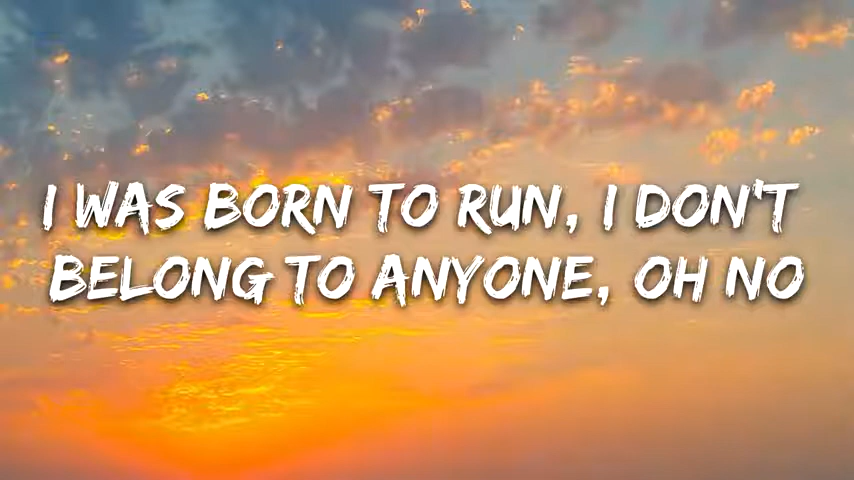 I WAS BORN TO RUN, I DON'T
BELONG TO ANYONE, OH NO